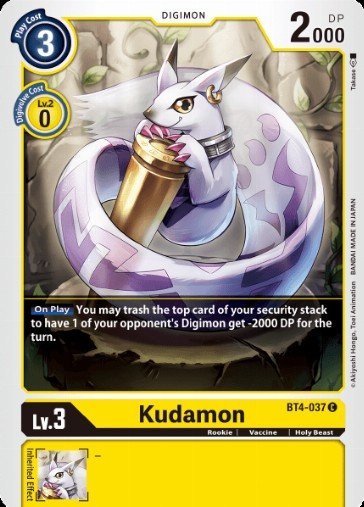 DIGIMON
Play Cost
3
DP
2000
Digivolve Cost
Lv.2
0
Takase
© Akiyoshi Hongo, Toei Animation BANDAI MADE IN JAPAN
On Play You may trash the top card of your security stack
to have 1 of your opponent's Digimon get -2000 DP for the
turn.
BT4-037 C
Lv.3
Kudamon
Rookie | Vaccine | Holy Beast
Inherited Effect
–